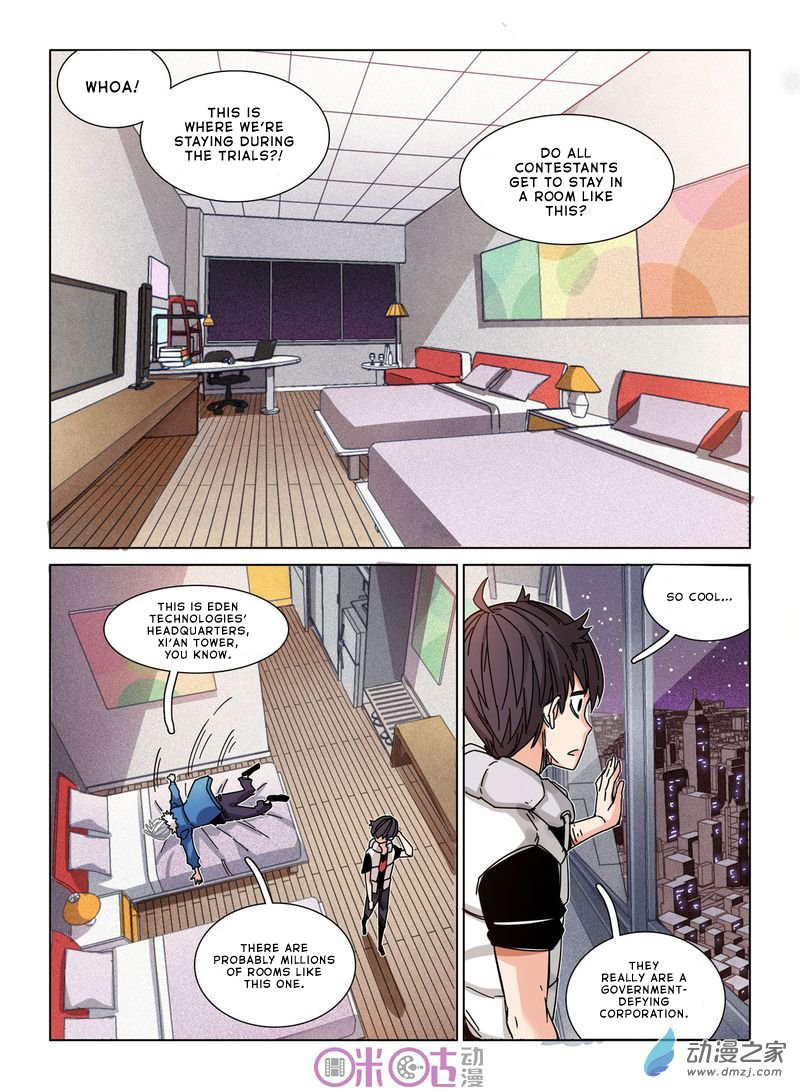 WHOA!
THIS IS
WHERE WE'RE
STAYING DURING
THE TRIALS?!
DO ALL
CONTESTANTS
GET TO STAY IN
A ROOM LIKE
THIS?
THIS IS EDEN
TECHNOLOGIES'
HEADQUARTERS,
XI'AN TOWER,
YOU KNOW.
THERE ARE
PROBABLY MILLIONS
OF ROOMS LIKE
THIS ONE.
SO COOL...
THEY
REALLY ARE A
GOVERNMENT-
DEFYING
CORPORATION.
咪咕动漫
动漫之家
www.dmzj.com